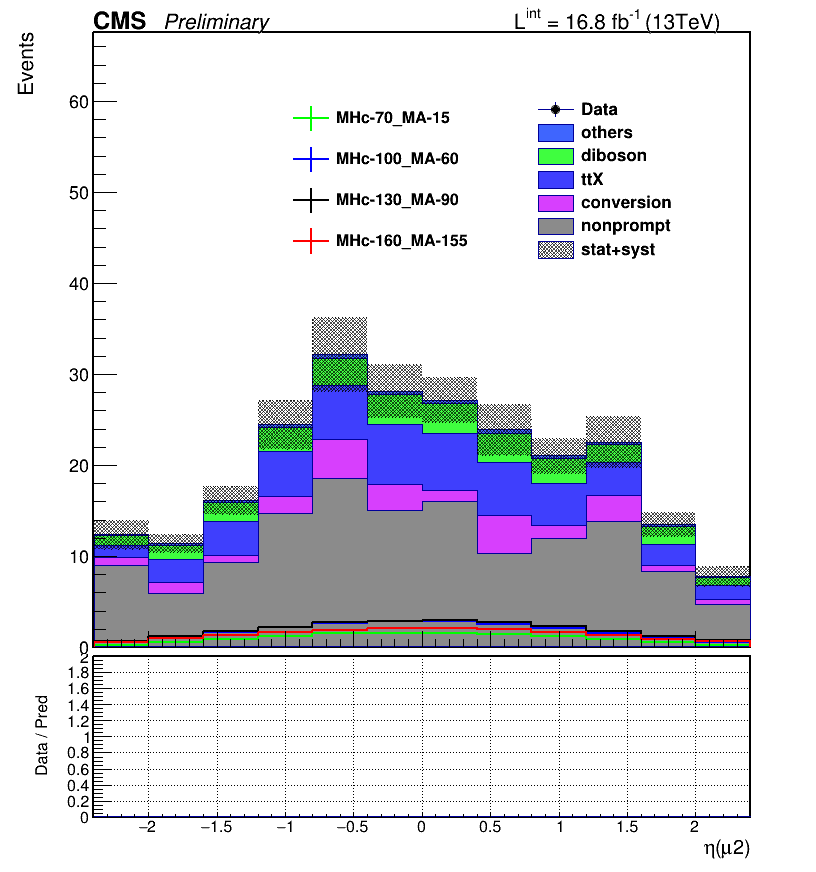 CMS Preliminary L^int = 16.8 fb^-1 (13TeV)
Events
60
50
40
30
20
10
0
MHc-70_MA-15
MHc-100_MA-60
MHc-130_MA-90
MHc-160_MA-155
Data
others
diboson
ttX
conversion
nonprompt
stat+syst
Data / Pred
2
1.8
1.6
1.4
1.2
1
0.8
0.6
0.4
0.2
0
−2 −1.5 −1 −0.5 0 0.5 1 1.5 2
η(μ2)